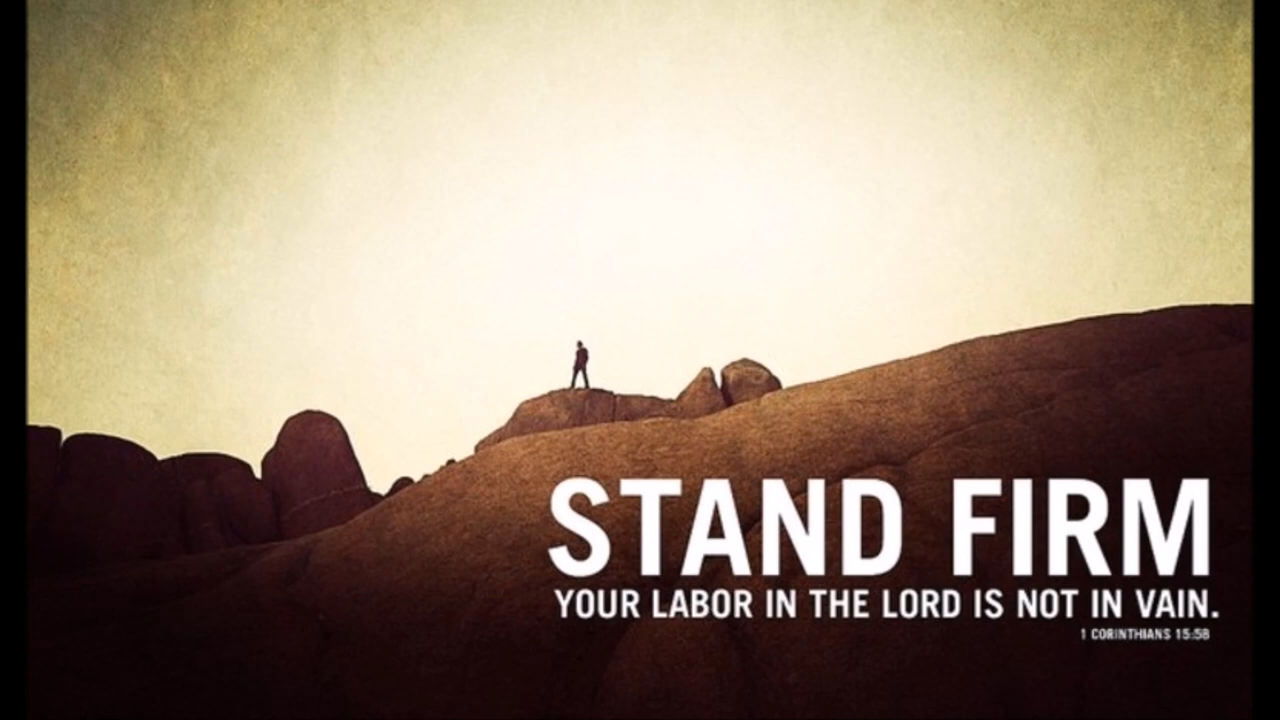 STAND FIRM
YOUR LABOR IN THE LORD IS NOT IN VAIN.
1 CORINTHIANS 15:58